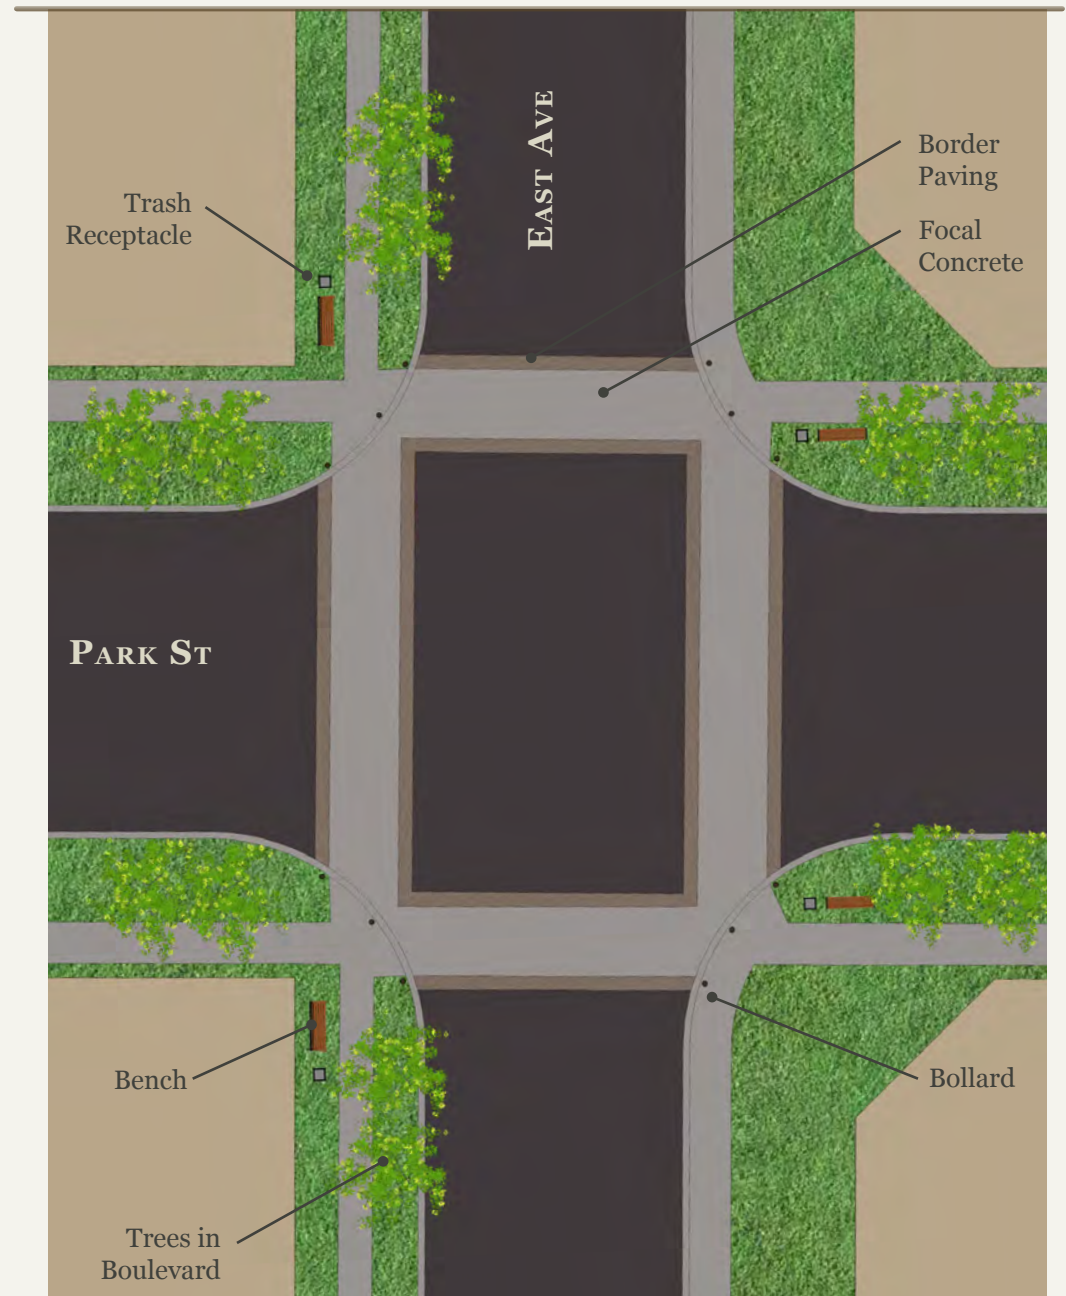 East Ave
Border
Paving
Trash
Receptacle
Focal
Concrete
Park St
Bench
Bollard
Trees in
Boulevard